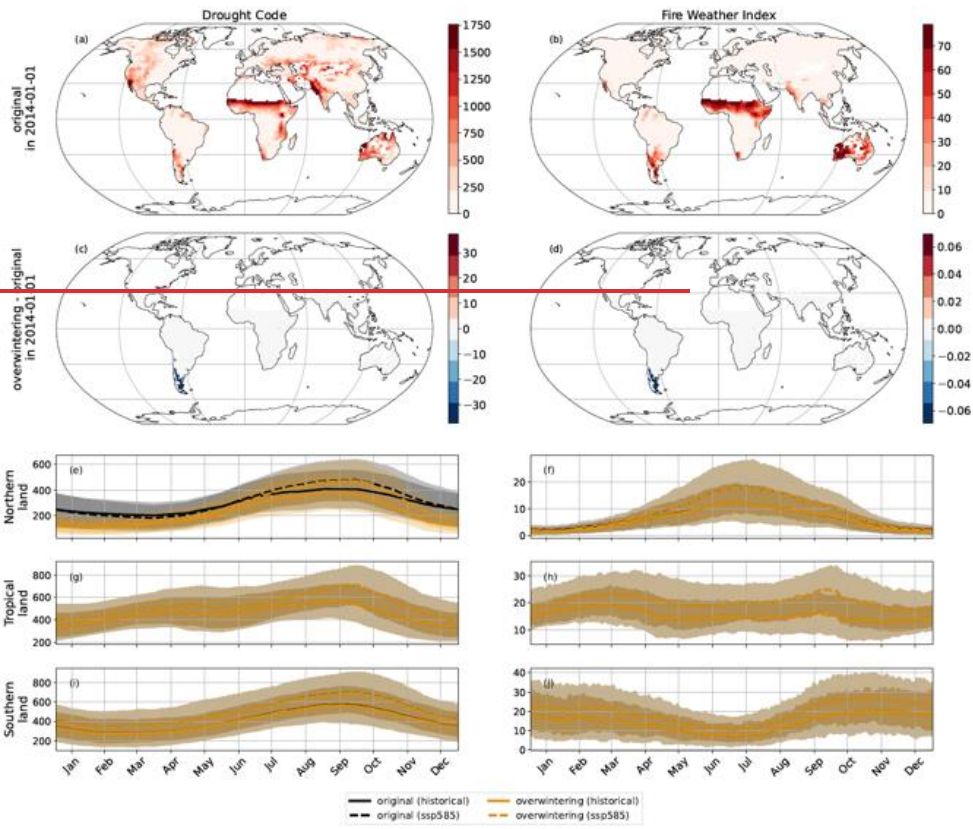 Drought Code
Fire Weather Index
original
in 2014-01-01
(a)
1750
1500
1250
1000
750
500
250
0
(b)
70
60
50
40
30
20
10
0
overwintering - original
in 2014-01-01
(c)
30
20
10
0
−10
−20
−30
(d)
0.06
0.04
0.02
0.00
−0.02
−0.04
−0.06
Northern
land
(e)
600
400
200
(f)
20
10
0
Tropical
land
(g)
800
600
400
200
(h)
30
20
10
Southern
land
(i)
800
600
400
200
(j)
40
30
20
10
0
Jan Feb Mar Apr May Jun Jul Aug Sep Oct Nov Dec
Jan Feb Mar Apr May Jun Jul Aug Sep Oct Nov Dec
original (historical)
original (ssp585)
overwintering (historical)
overwintering (ssp585)